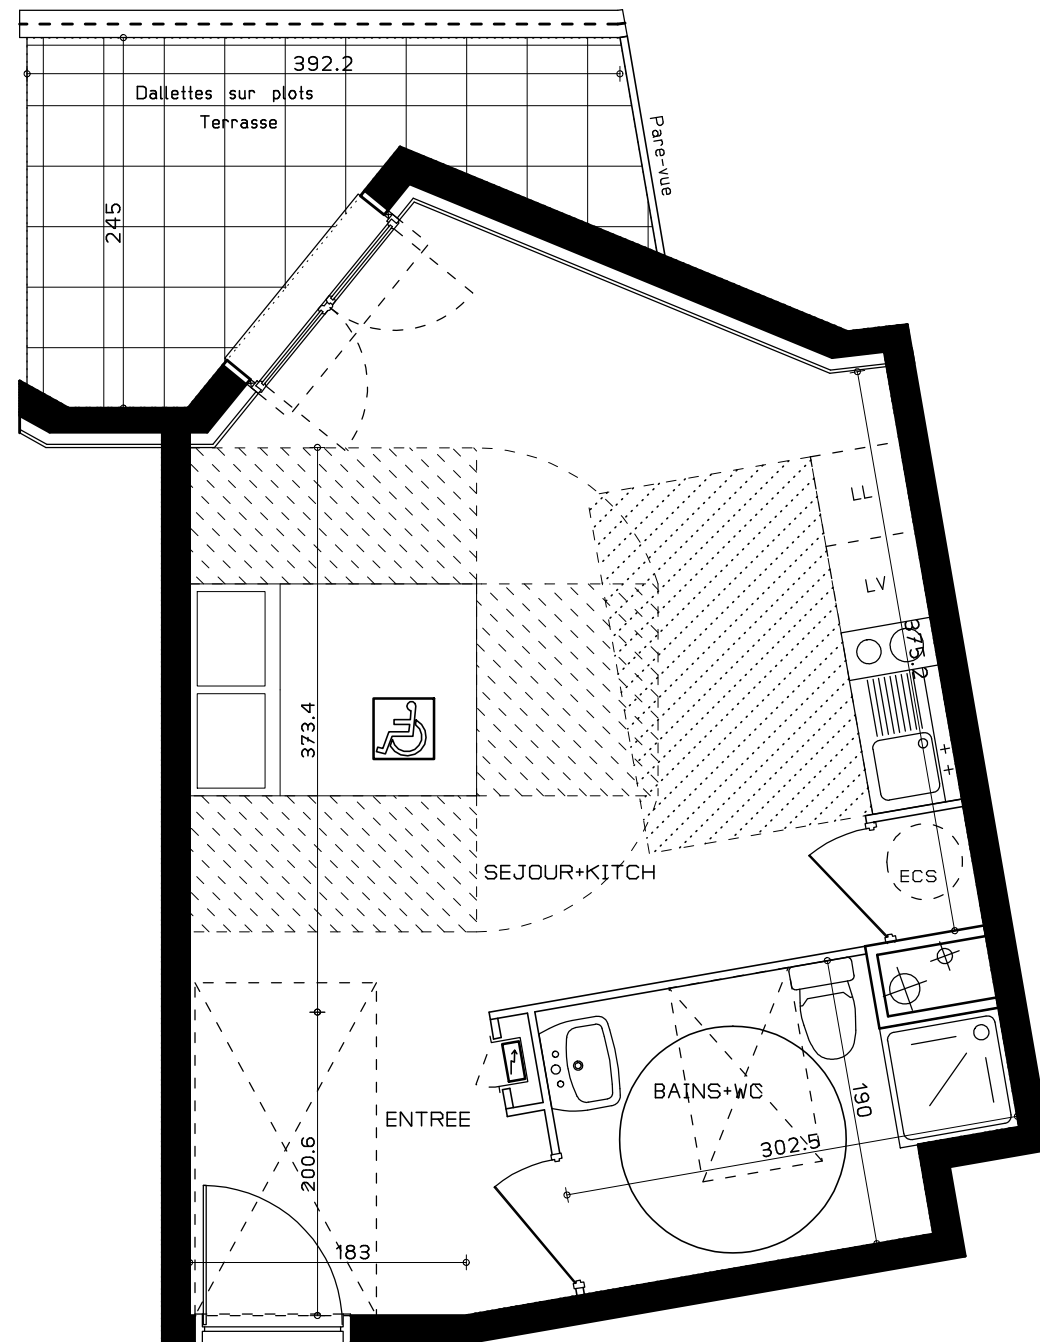 392.2
Dallettes sur plots
Terrasse
Pare-vue
245
LL
LV
375.2
373.4
SEJOUR+KITCH
ECS
BAINS+WC
190
ENTREE
302.5
200.6
183